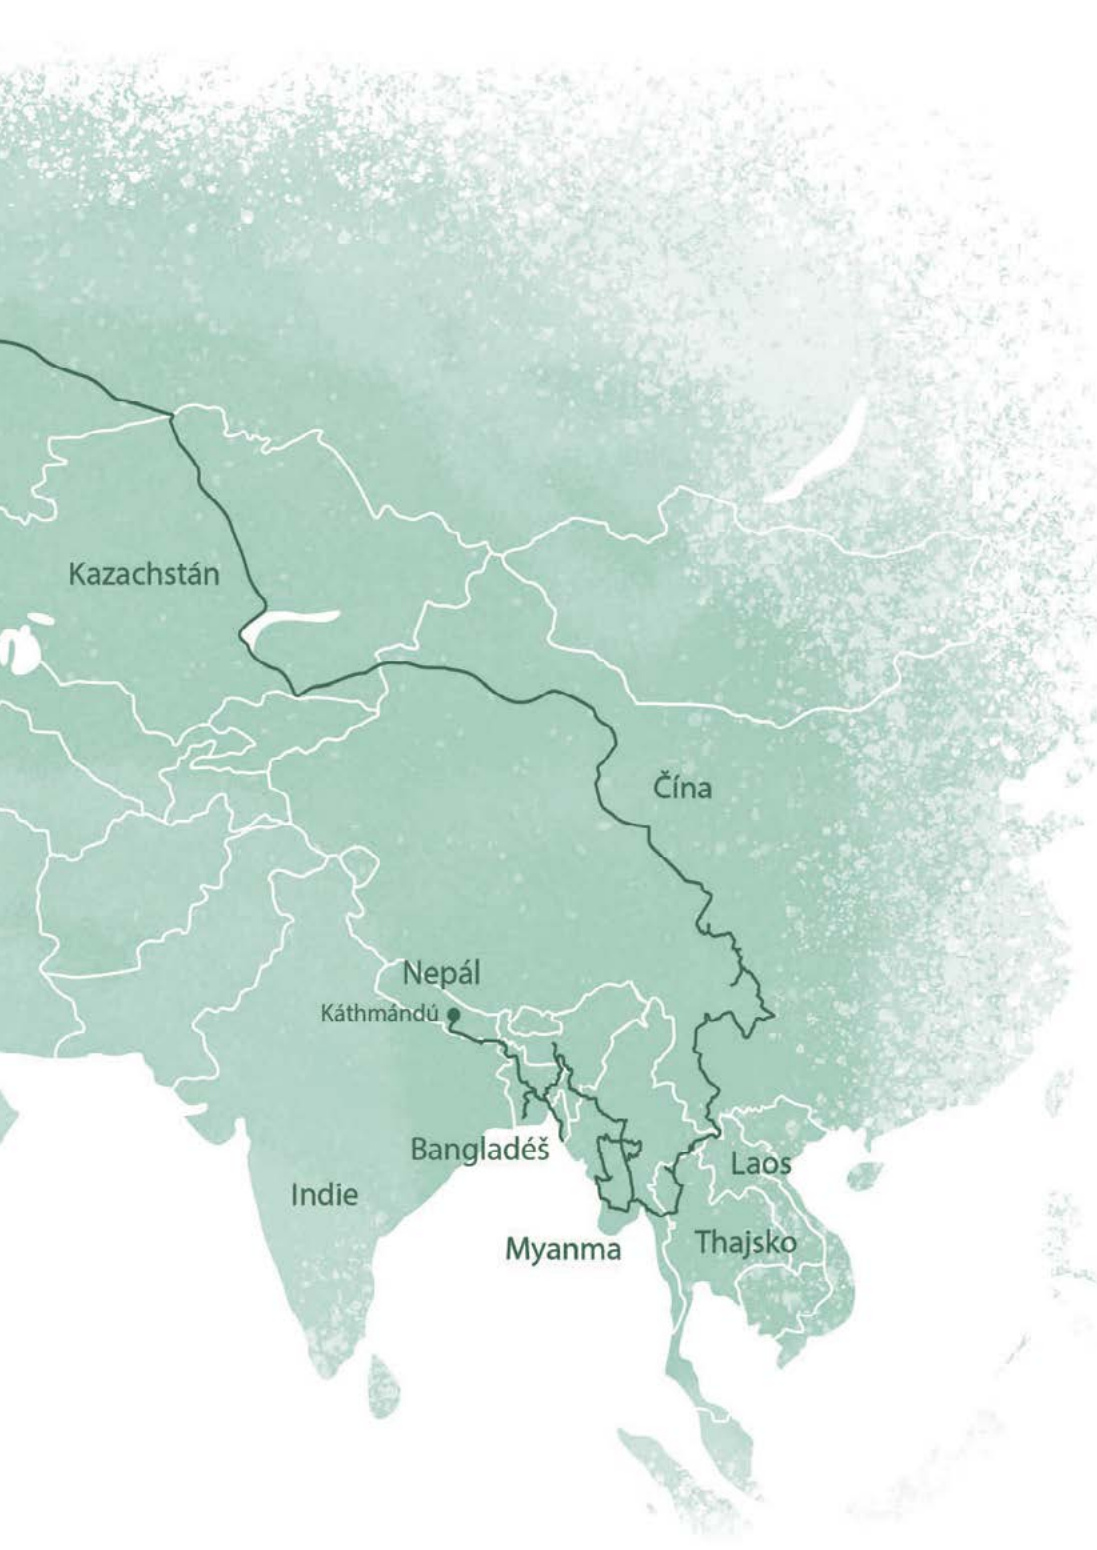 Kazachstán
Čína
Nepál
Káthmándú
Bangladéš
Laos
Indie
Thajsko
Myanma